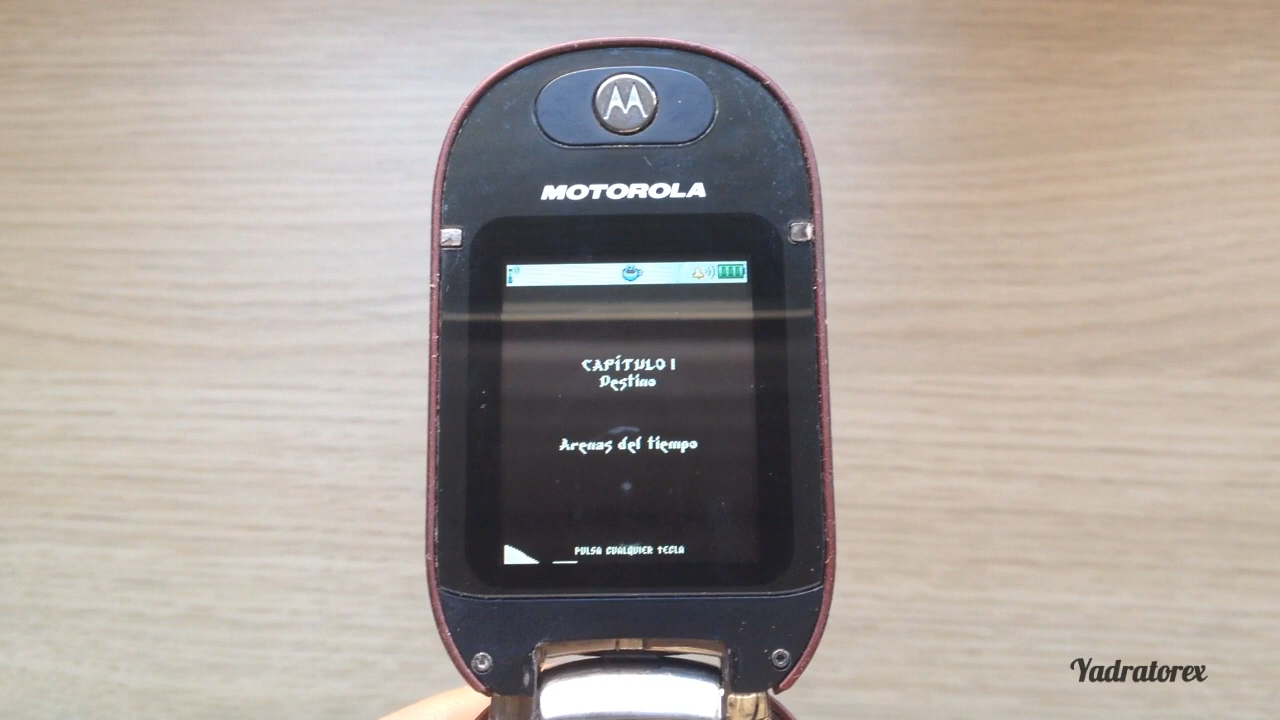 MOTOROLA
CAPÍTULO I
Destino
Arenas del tiempo
PULSA CUALQUIER TECLA
Yadratorex